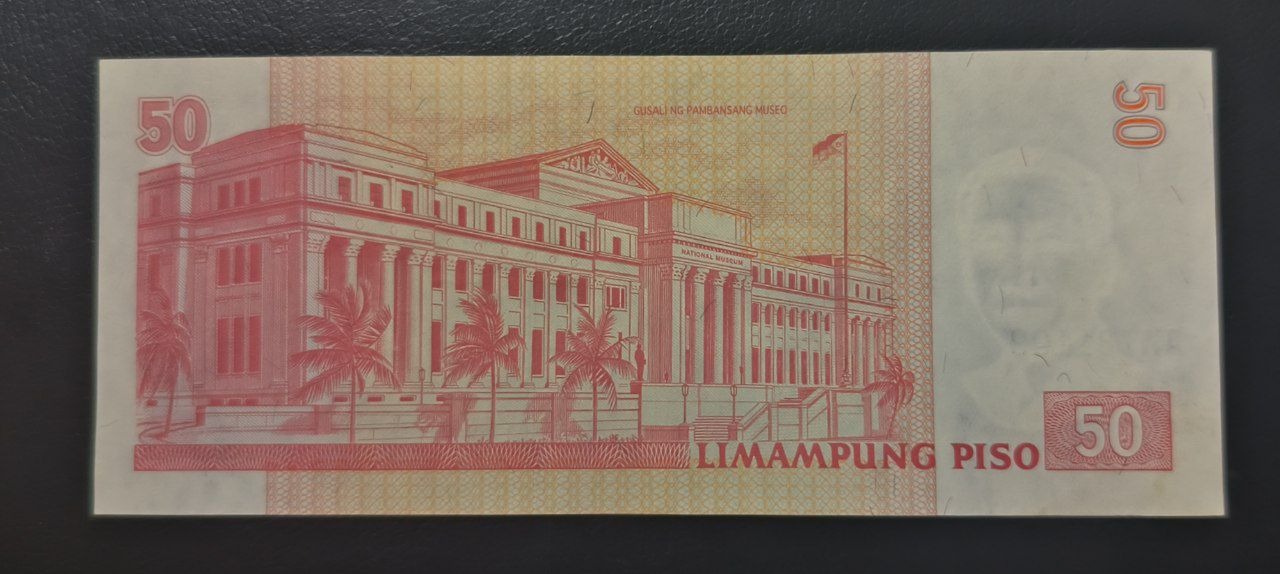 50
GUSALI NG PAMBANSANG MUSEO
50
NATIONAL MUSEUM
LIMAMPUNG PISO
50